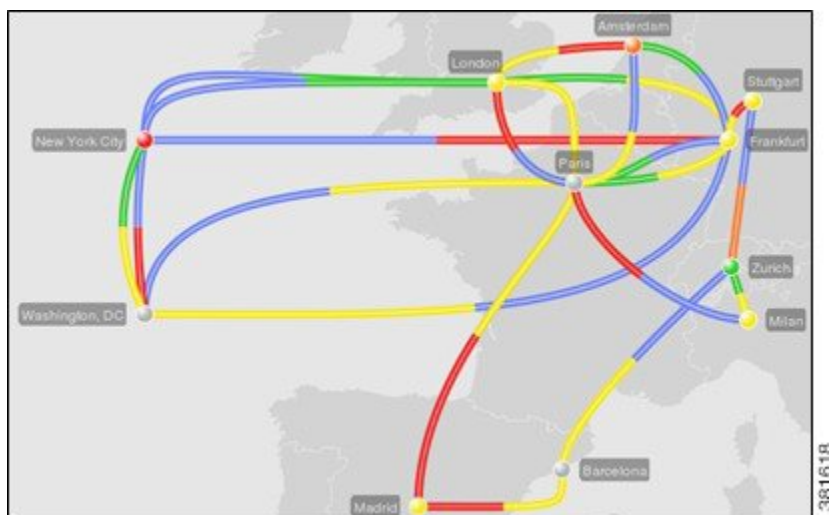 Amsterdam
London
Stuttgart
New York City
Frankfurt
Paris
Zurich
Washington, DC
Milan
Barcelona
Madrid
381618